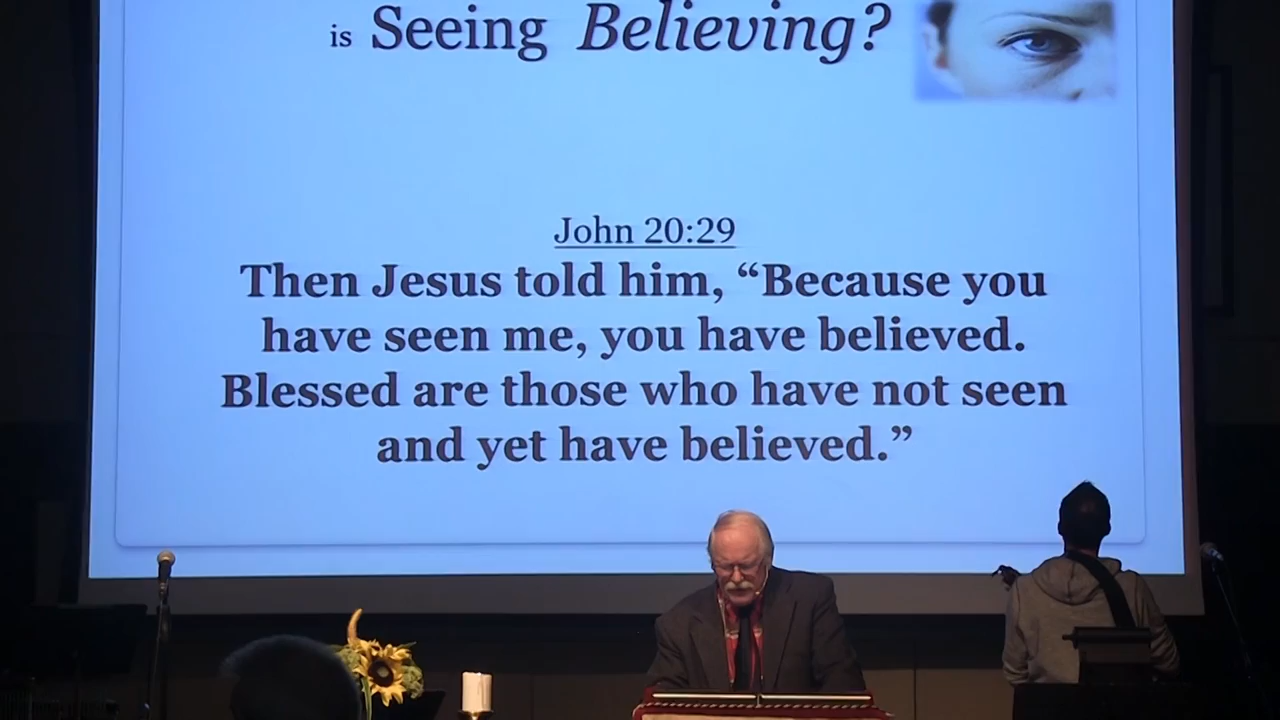 is Seeing Believing?
John 20:29
Then Jesus told him, “Because you
have seen me, you have believed.
Blessed are those who have not seen
and yet have believed.”